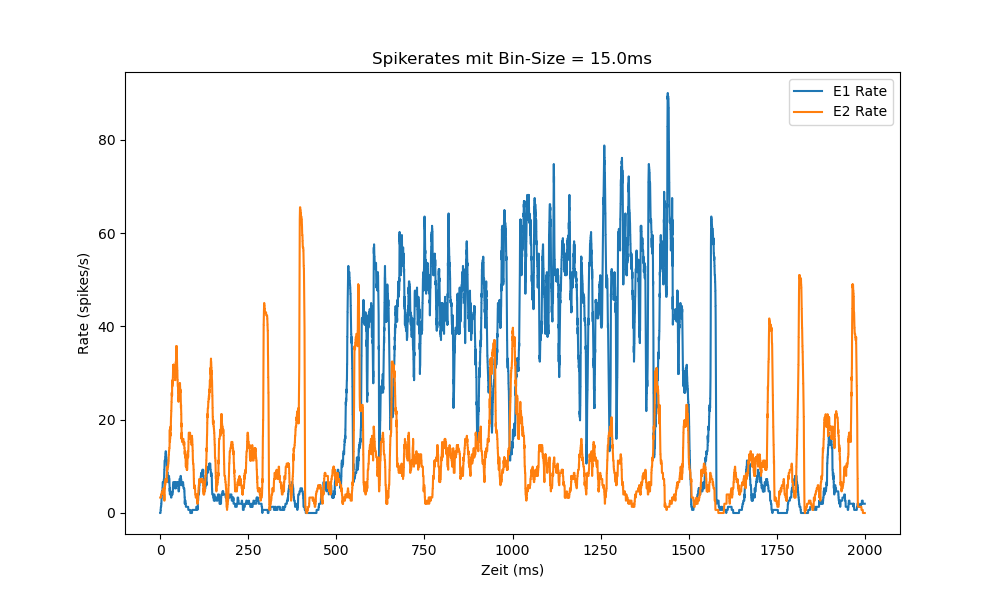 Spikerates mit Bin-Size = 15.0ms
E1 Rate
E2 Rate
Rate (spikes/s)
80
60
40
20
0
0 250 500 750 1000 1250 1500 1750 2000
Zeit (ms)